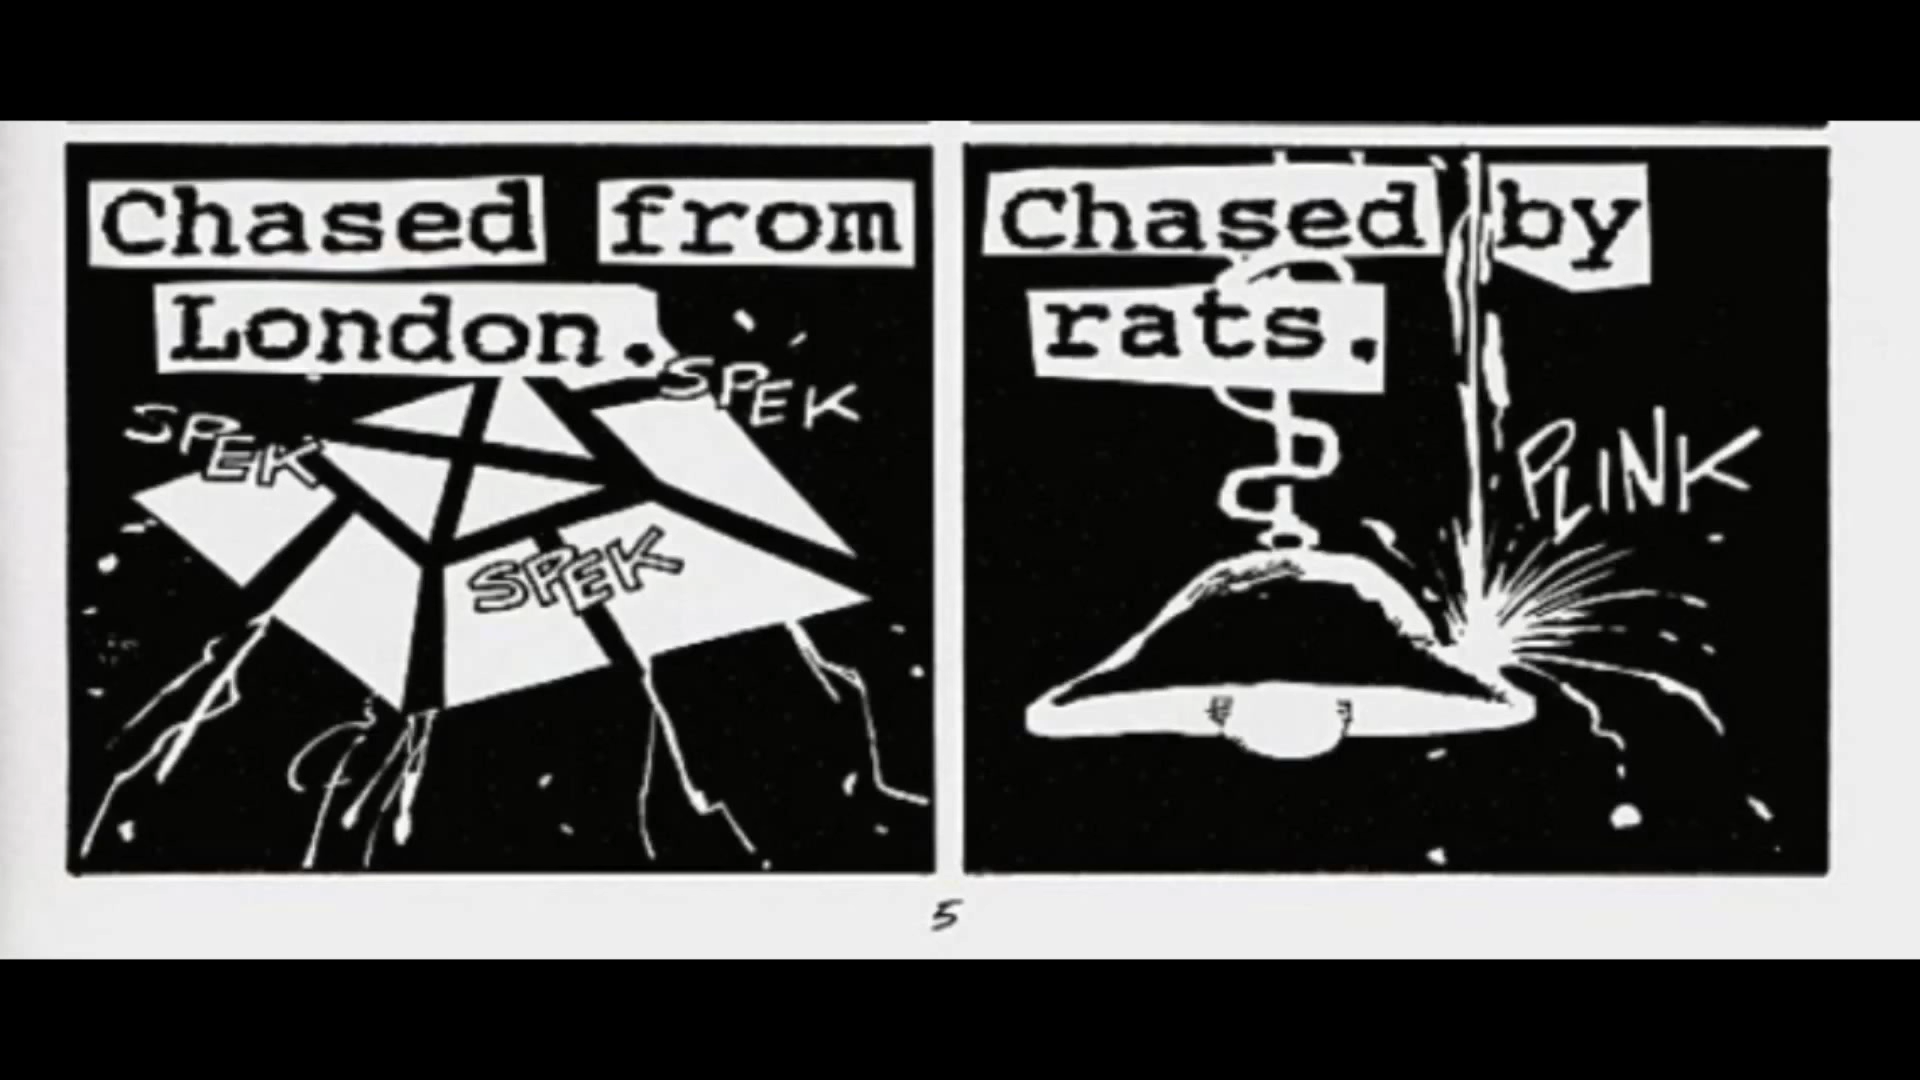 Chased from
London.
SPEK
SPEK
SPEK
Chased by
rats.
PLINK
5